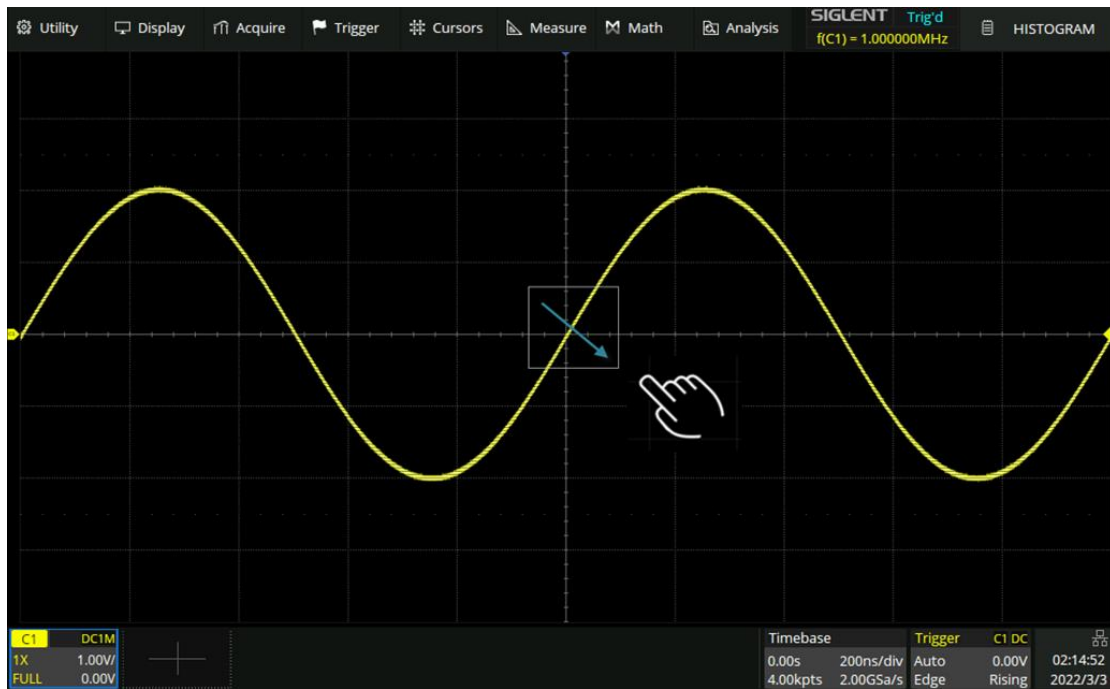 Utility Display Acquire Trigger Cursors Measure Math Analysis SIGLENT Trig'd HISTOGRAM
f(C1) = 1.000000MHz
C1 DC1M Timebase Trigger C1 DC
1X 1.00V/ 0.00s 200ns/div Auto 0.00V 02:14:52
FULL 0.00V 4.00kpts 2.00GSa/s Edge Rising 2022/3/3